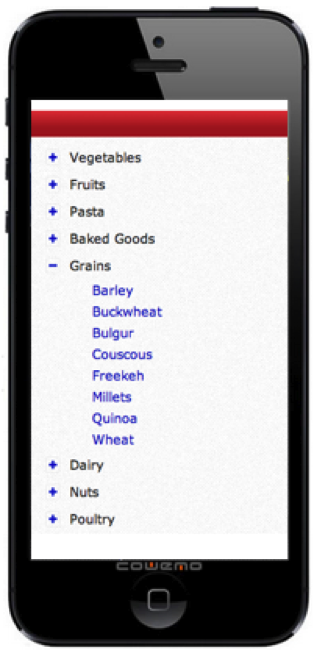 + Vegetables
+ Fruits
+ Pasta
+ Baked Goods
− Grains
Barley
Buckwheat
Bulgur
Couscous
Freekeh
Millets
Quinoa
Wheat
+ Dairy
+ Nuts
+ Poultry
cowemo